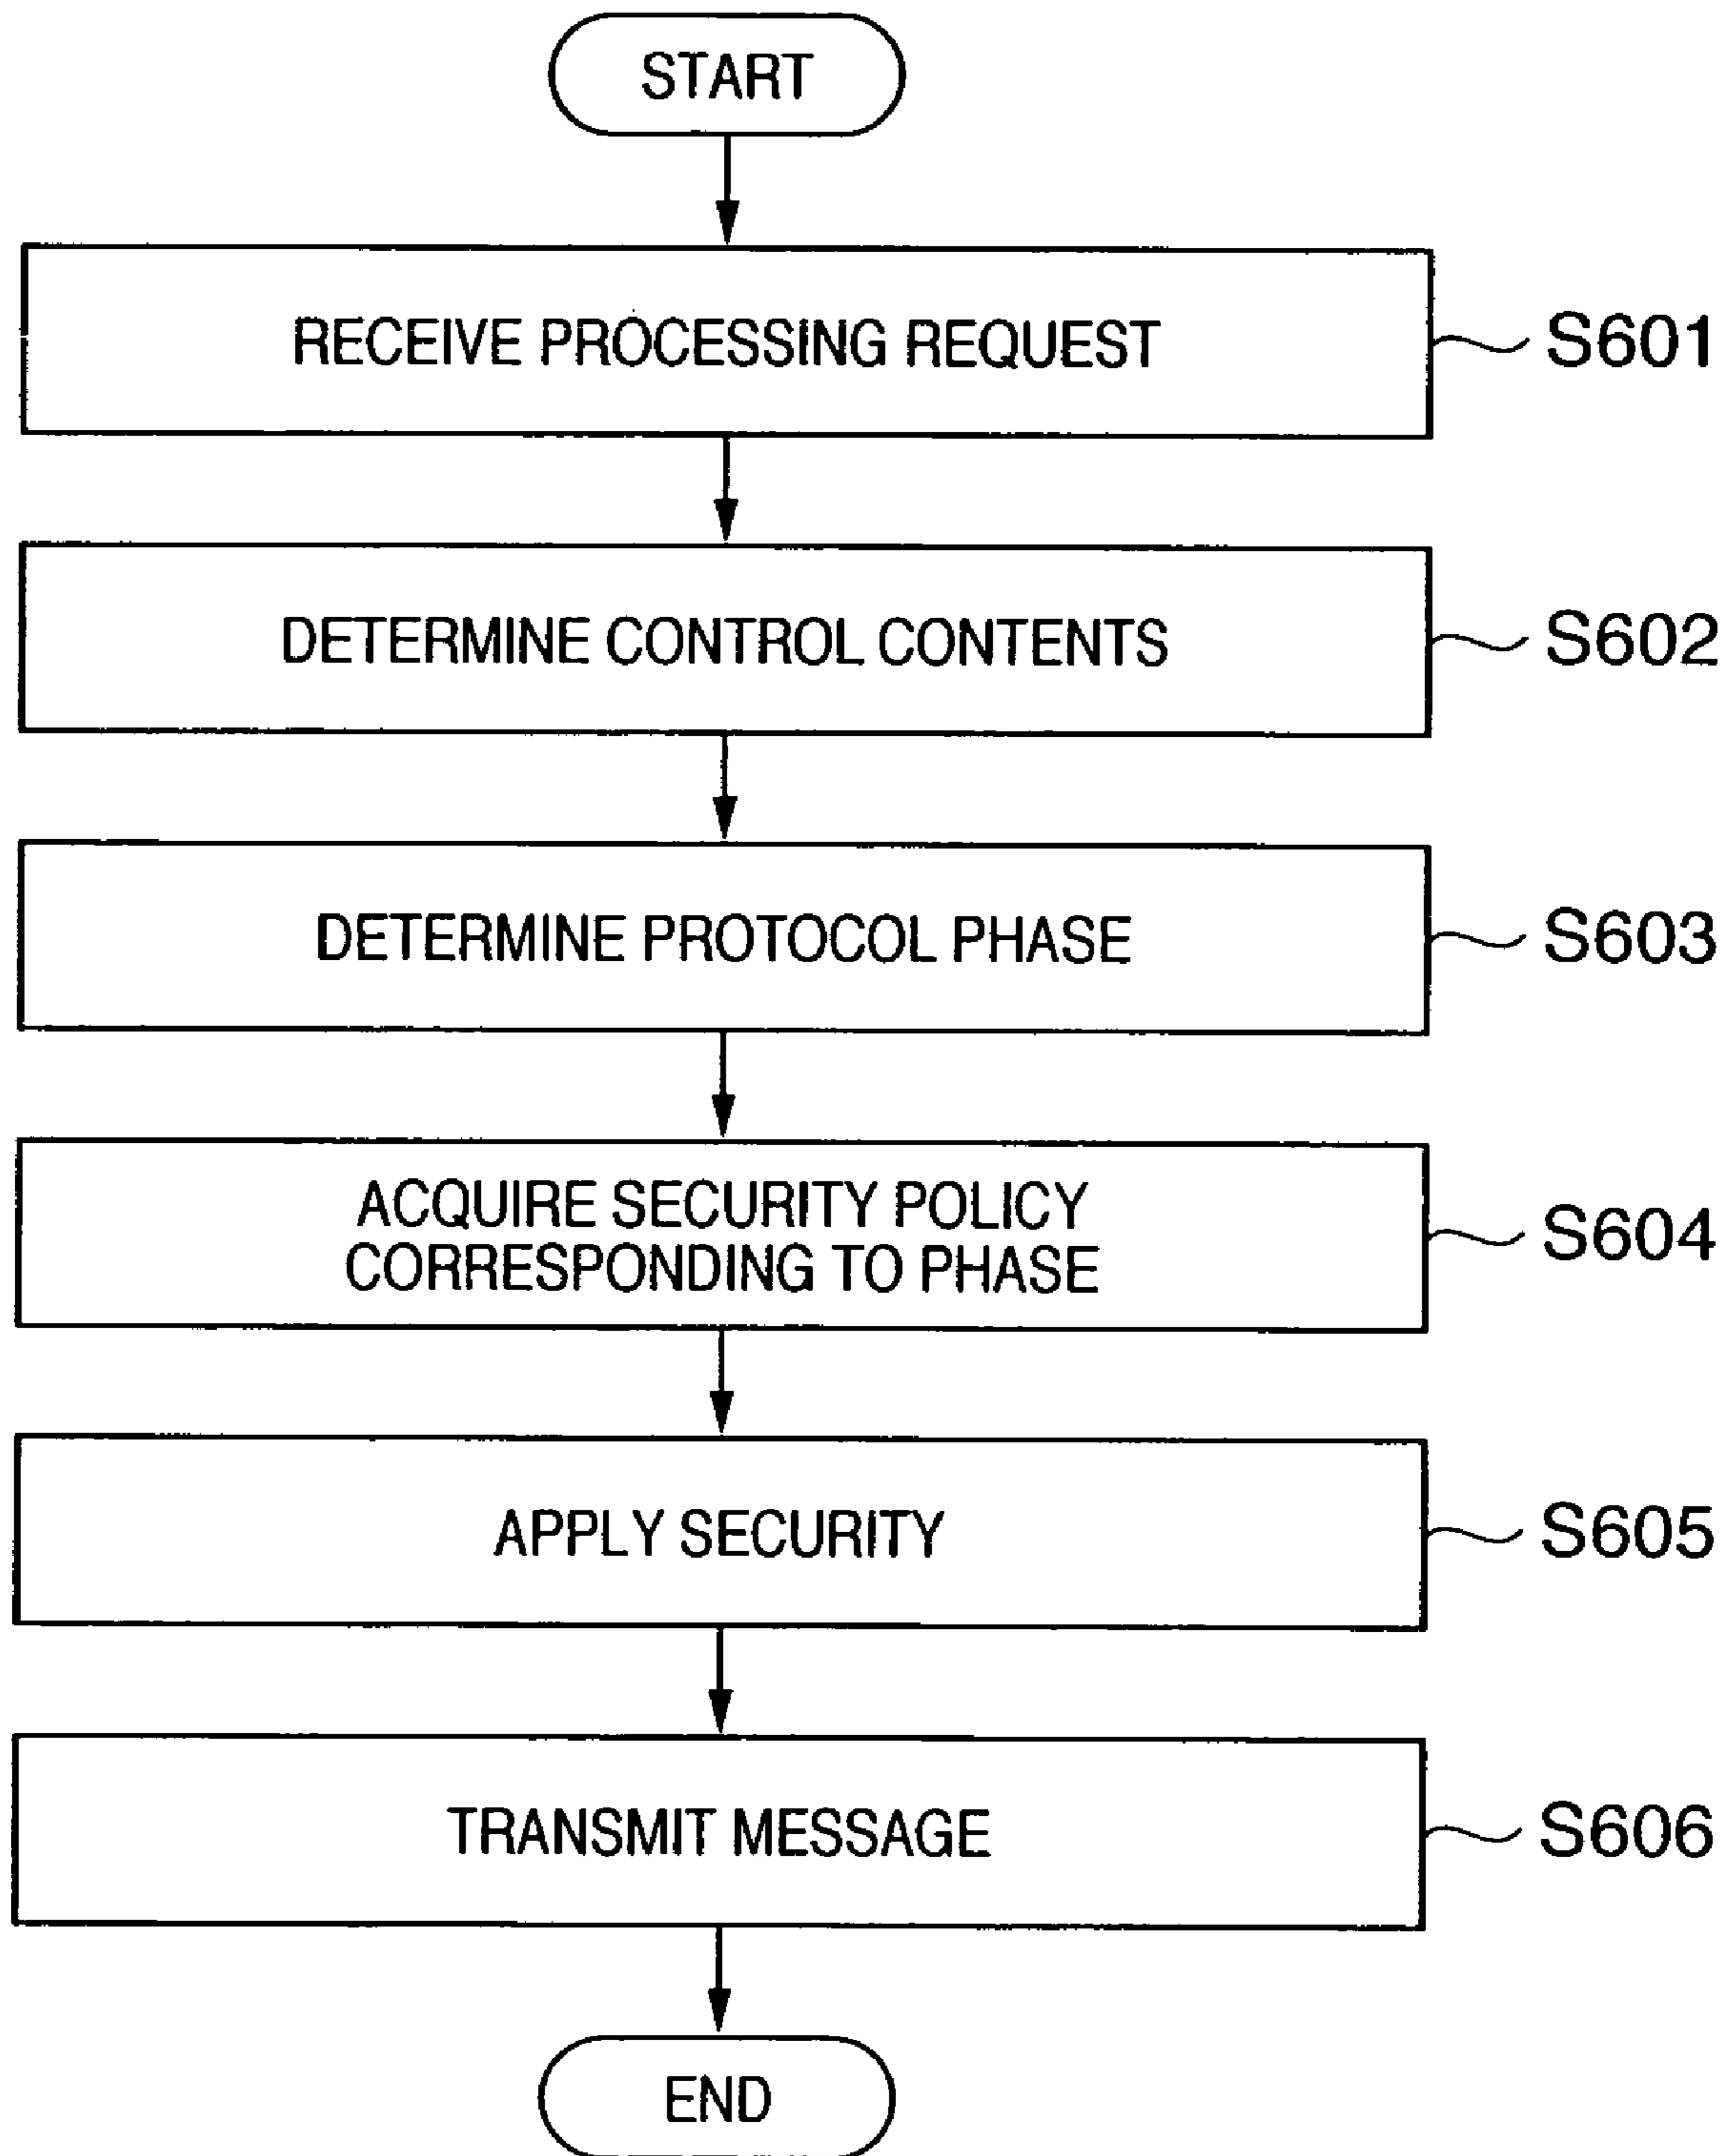 START
RECEIVE PROCESSING REQUEST
S601
DETERMINE CONTROL CONTENTS
S602
DETERMINE PROTOCOL PHASE
S603
ACQUIRE SECURITY POLICY
CORRESPONDING TO PHASE
S604
APPLY SECURITY
S605
TRANSMIT MESSAGE
S606
END